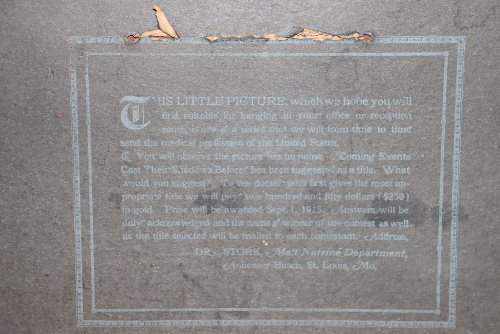 THIS LITTLE PICTURE, which we hope you will
find suitable for hanging in your office or reception
room, is one of a series that we will from time to time
send the medical profession of the United States.
You will observe the picture has no name. "Coming Events
Cast Their Shadows Before" has been suggested as a title. What
would you suggest? To the doctor who first gives the most ap-
propriate title we will pay two hundred and fifty dollars ($250)
in gold. Prize will be awarded Sept. 1, 1915. Answers will be
duly acknowledged and the name of winner of the contest as well
as the title selected will be mailed to each contestant. Address,
DR. STORK, Malt Nutrine Department,
Anheuser-Busch, St. Louis, Mo.